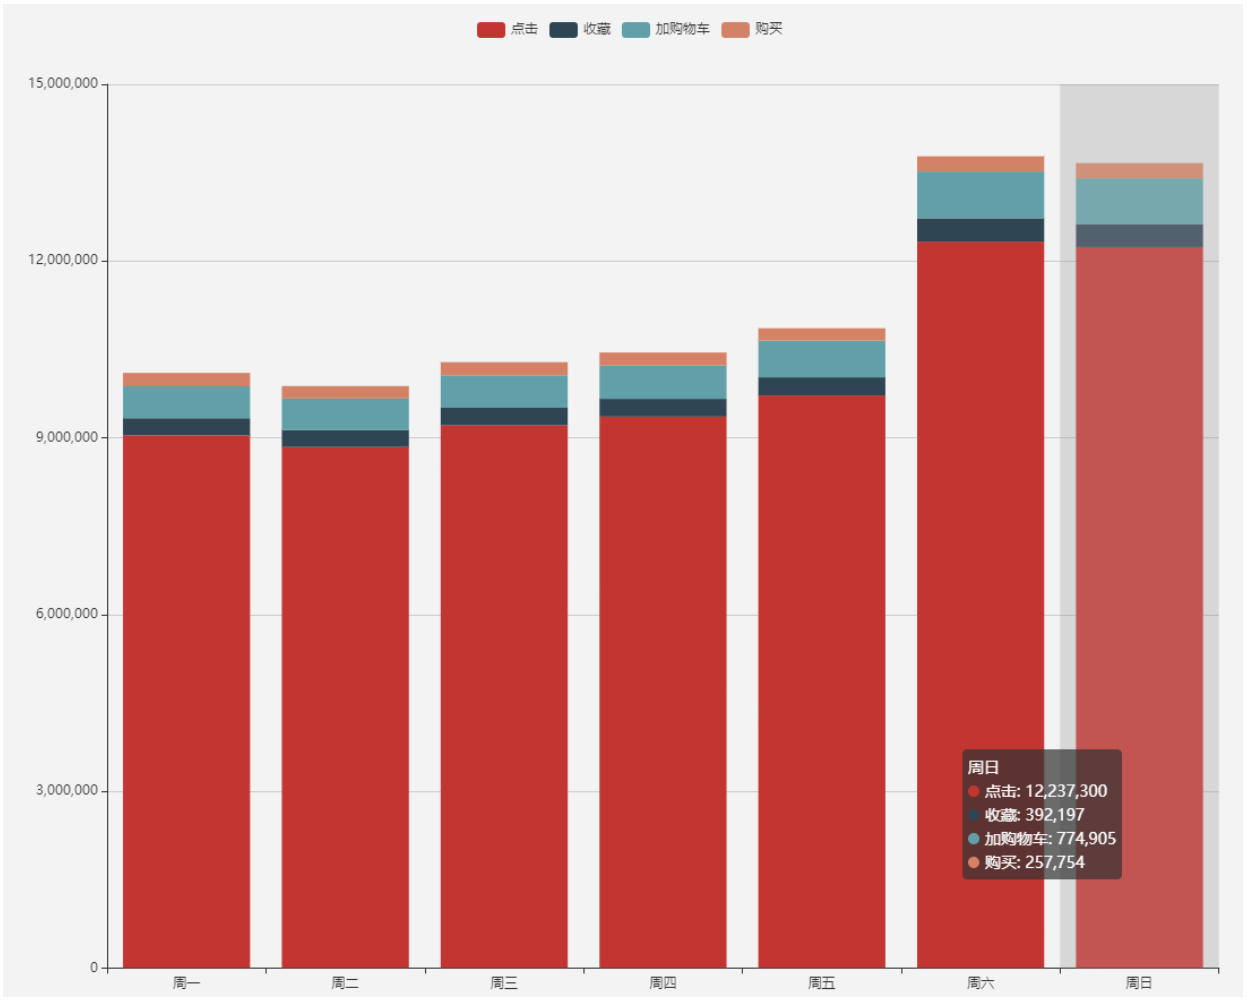 点击 收藏 加购物车 购买
15,000,000
12,000,000
9,000,000
6,000,000
3,000,000
0
周一 周二 周三 周四 周五 周六 周日
周日
点击: 12,237,300
收藏: 392,197
加购物车: 774,905
购买: 257,754